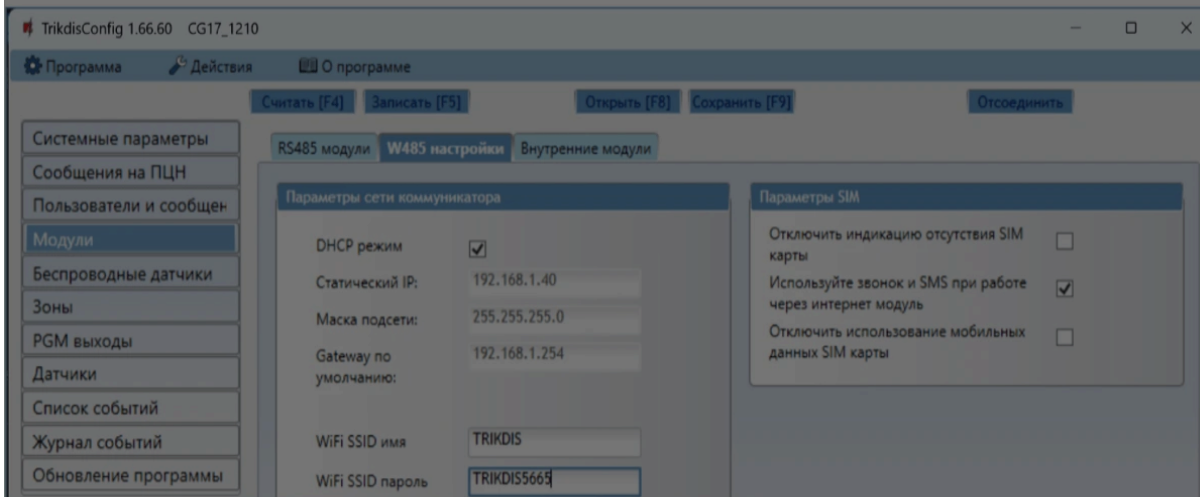 TrikdisConfig 1.66.60 CG17_1210
Программа Действия О программе
Считать [F4] Записать [F5] Открыть [F8] Сохранить [F9] Отсоединить
Системные параметры
Сообщения на ПЦН
Пользователи и сообщен
Модули
Беспроводные датчики
Зоны
PGM выходы
Датчики
Список событий
Журнал событий
Обновление программы
RS485 модули W485 настройки Внутренние модули
Параметры сети коммуникатора
DHCP режим
Статический IP: 192.168.1.40
Маска подсети: 255.255.255.0
Gateway по 192.168.1.254
умолчанию:
WiFi SSID имя TRIKDIS
WiFi SSID пароль TRIKDIS5665
Параметры SIM
Отключить индикацию отсутствия SIM
карты
Используйте звонок и SMS при работе
через интернет модуль
Отключить использование мобильных
данных SIM карты